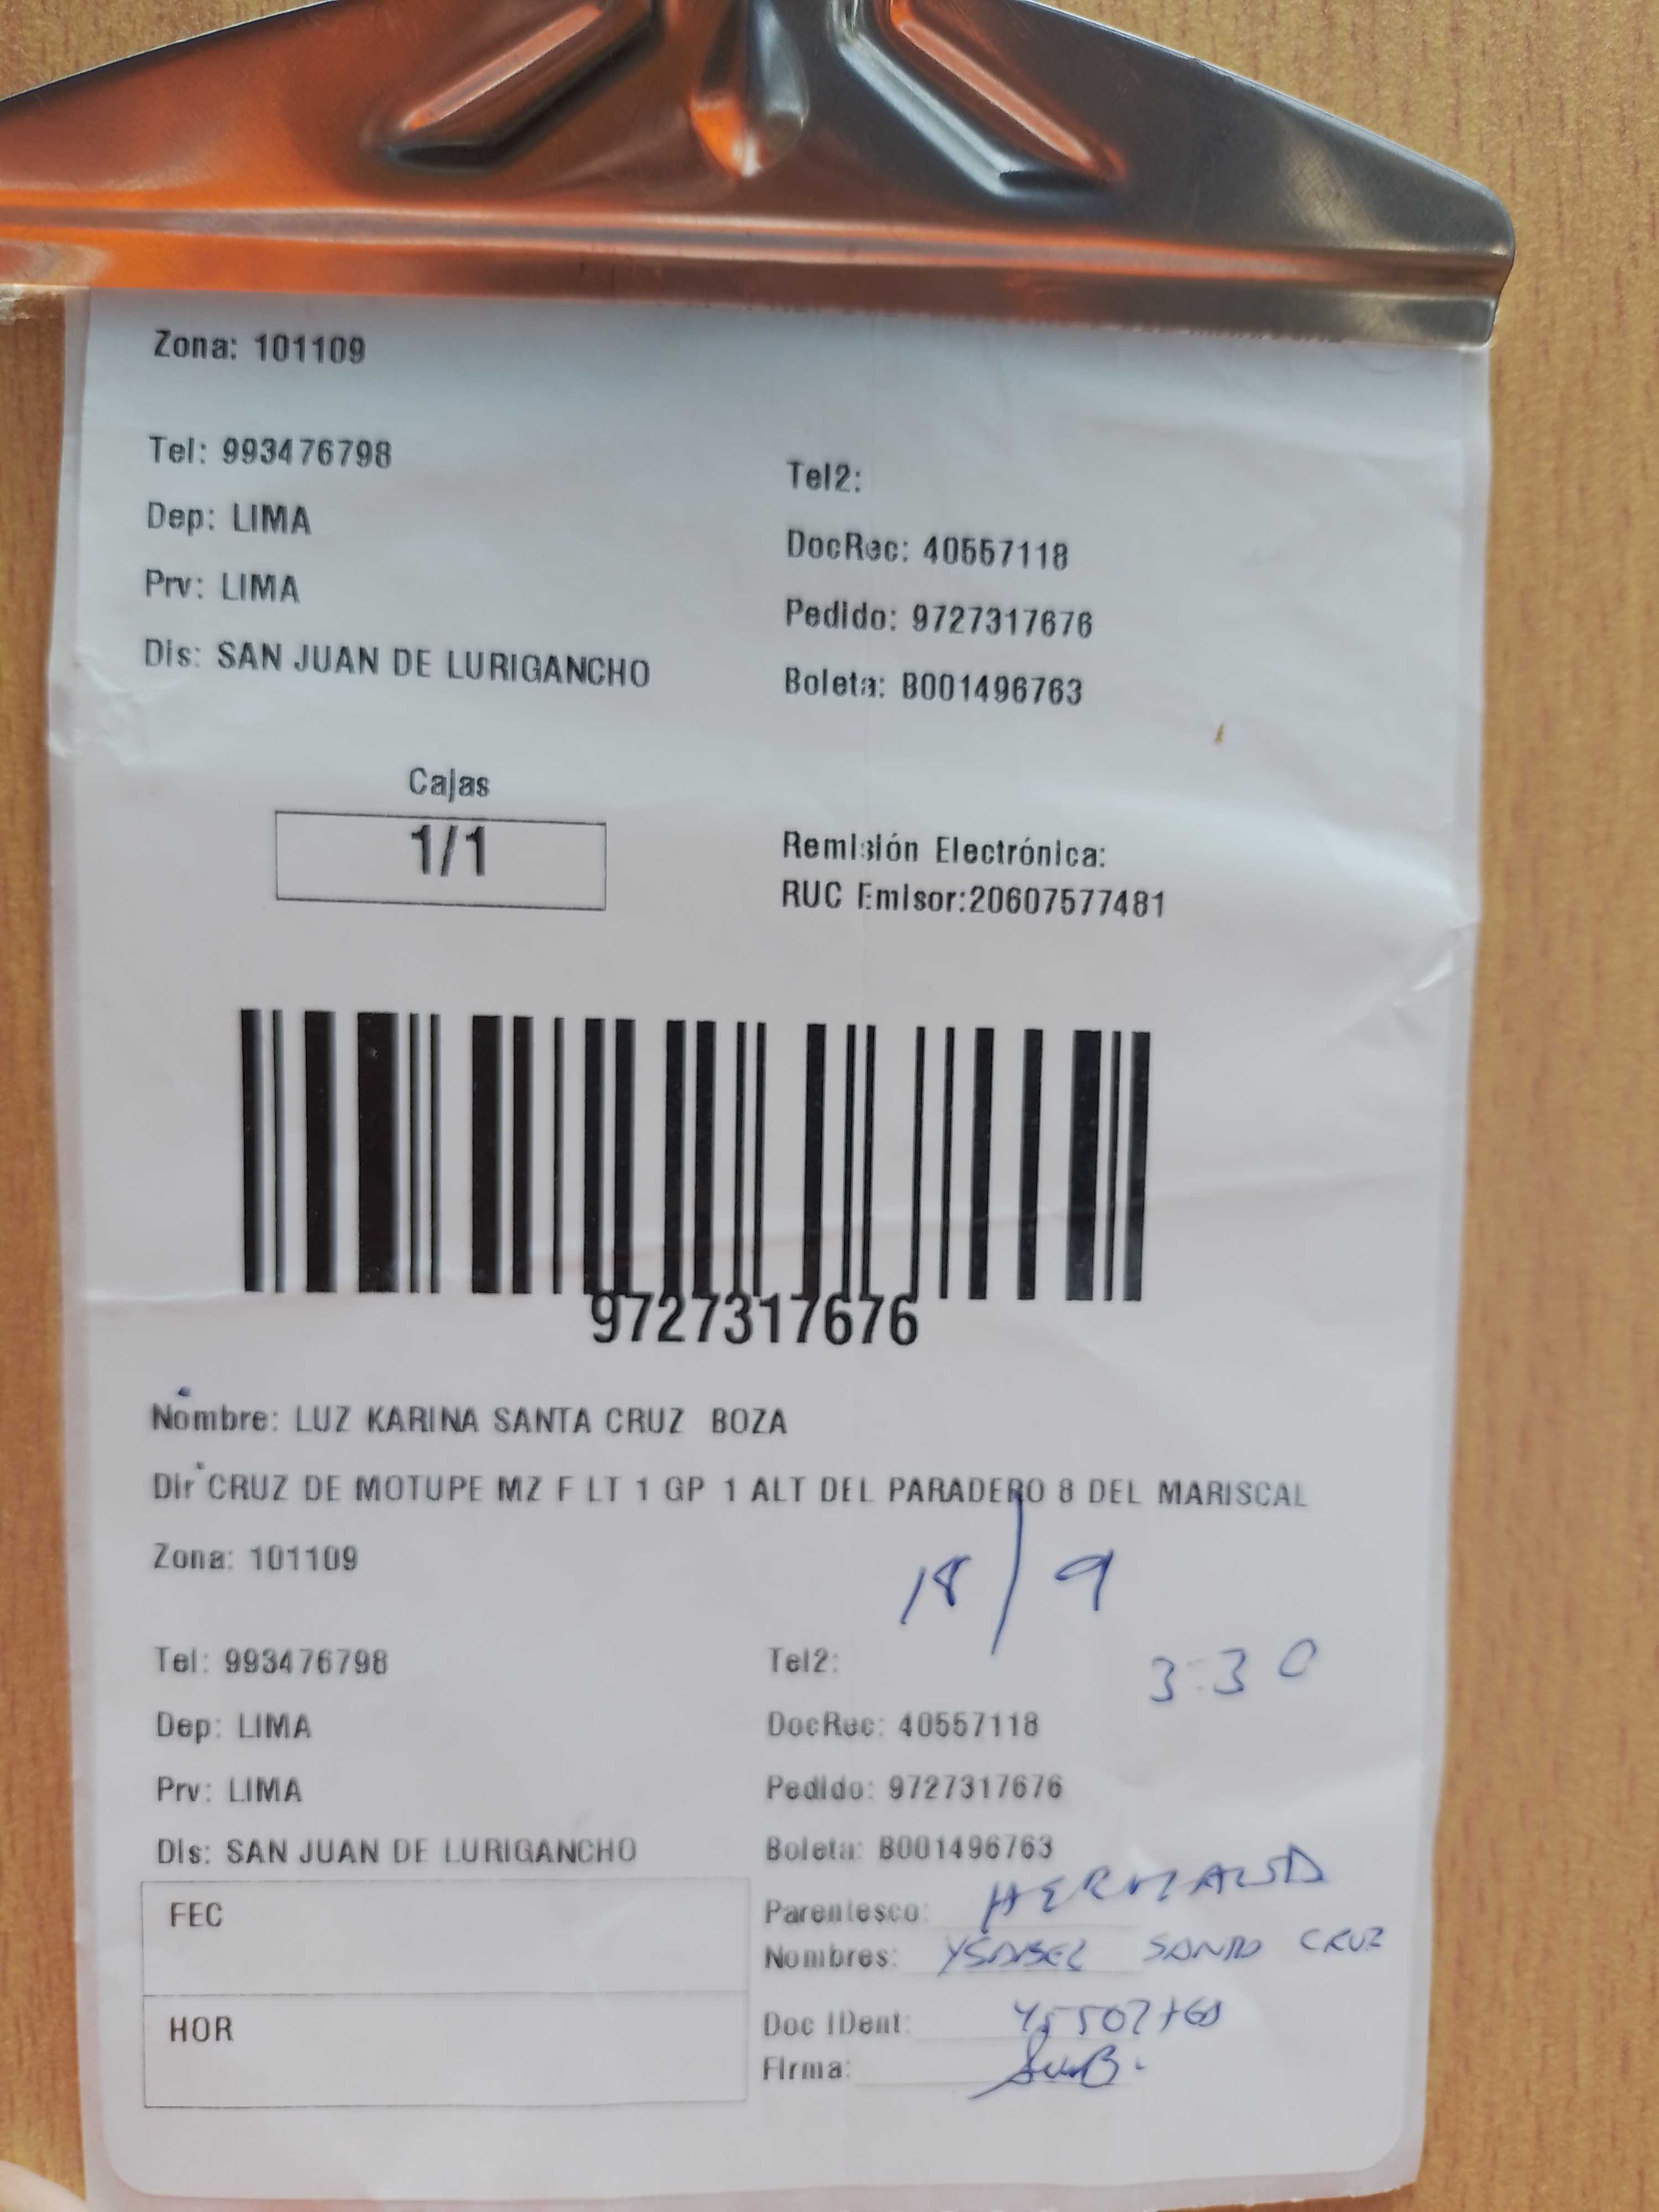 Zona: 101109
Tel: 993476798
Tel2:
Dep: LIMA
DocRec: 40557118
Prv: LIMA
Pedido: 9727317676
Dis: SAN JUAN DE LURIGANCHO
Boleta: B001496763
Cajas
1/1
Remisión Electrónica:
RUC Emisor:20607577481
9727317676
Nombre: LUZ KARINA SANTA CRUZ BOZA
Dir CRUZ DE MOTUPE MZ F LT 1 GP 1 ALT DEL PARADERO 8 DEL MARISCAL
Zona: 101109
18/9
3:30
Tel: 993476798
Tel2:
Dep: LIMA
DocRec: 40557118
Prv: LIMA
Pedido: 9727317676
Dis: SAN JUAN DE LURIGANCHO
Boleta: B001496763
FEC
Parentesco: HERMANA
Nombres: YSABEL SANTA CRUZ
HOR
Doc IDent:
Firma: